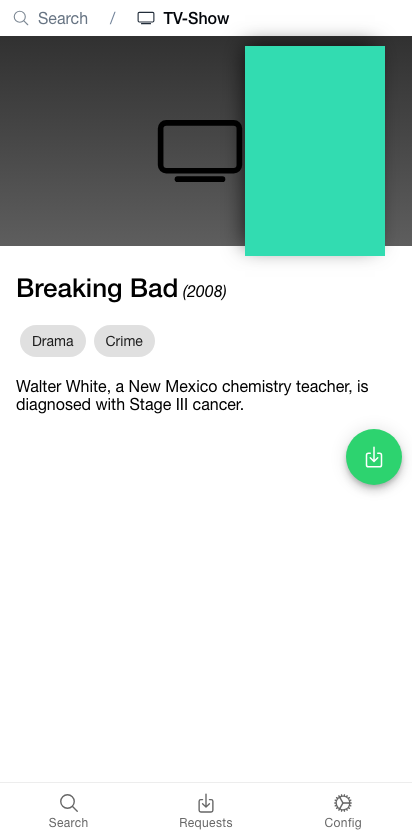 Search / TV-Show
Breaking Bad (2008)
Drama Crime
Walter White, a New Mexico chemistry teacher, is
diagnosed with Stage III cancer.
Search Requests Config